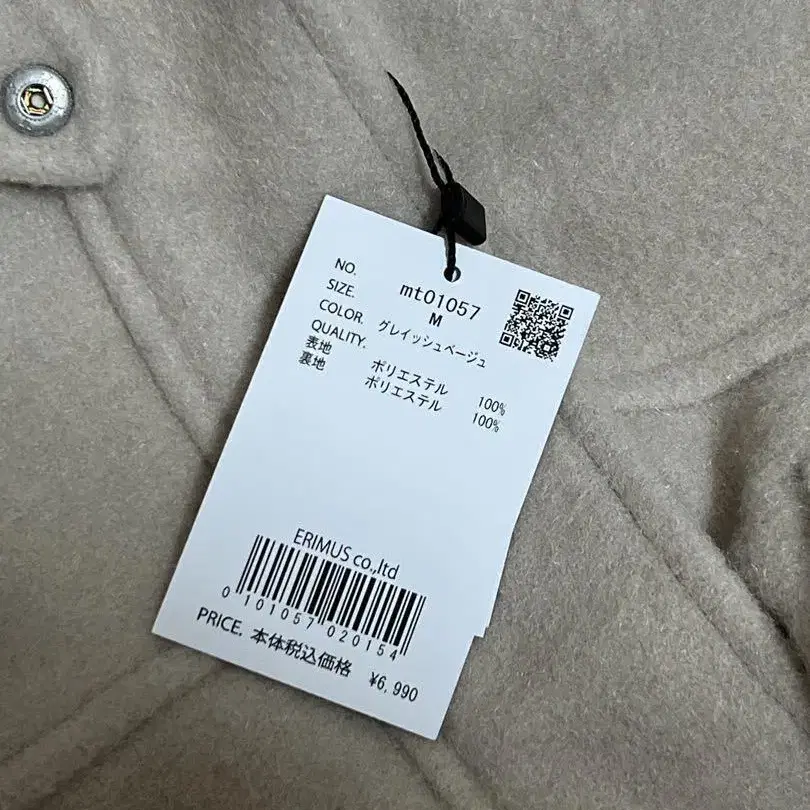 NO. mt01057
SIZE. M
COLOR. グレイッシュベージュ
QUALITY.
表地 ポリエステル 100%
裏地 ポリエステル 100%
ERIMUS co.,ltd
0 101057 020154
PRICE. 本体税込価格 ¥6,990